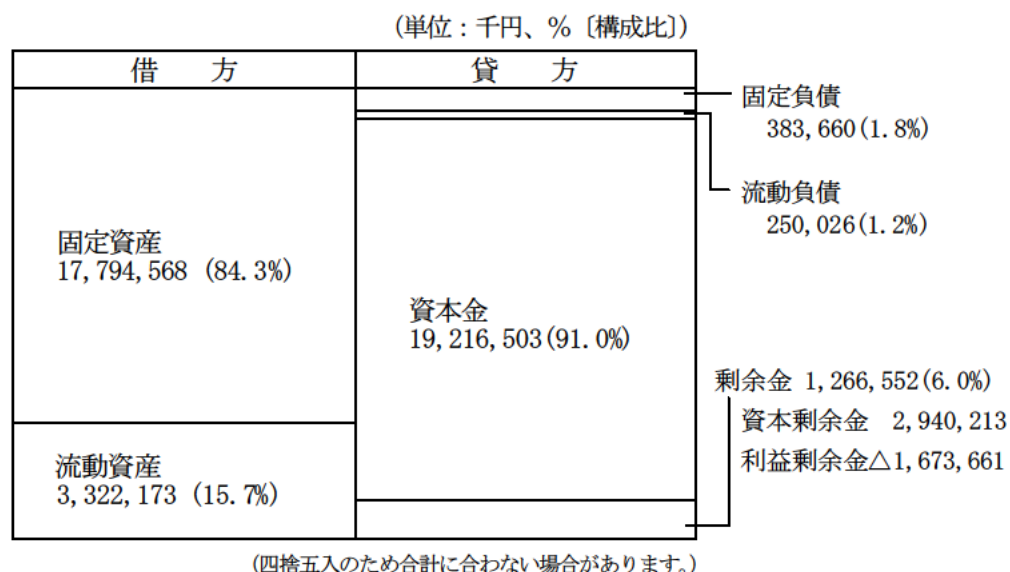 （単位：千円、％〔構成比〕）
借　方
貸　方
固定負債
383,660(1.8%)
流動負債
250,026(1.2%)
固定資産
17,794,568 (84.3%)
資本金
19,216,503(91.0%)
剰余金 1,266,552(6.0%)
資本剰余金　2,940,213
利益剰余金△1,673,661
流動資産
3,322,173 (15.7%)
（四捨五入のため合計に合わない場合があります。）